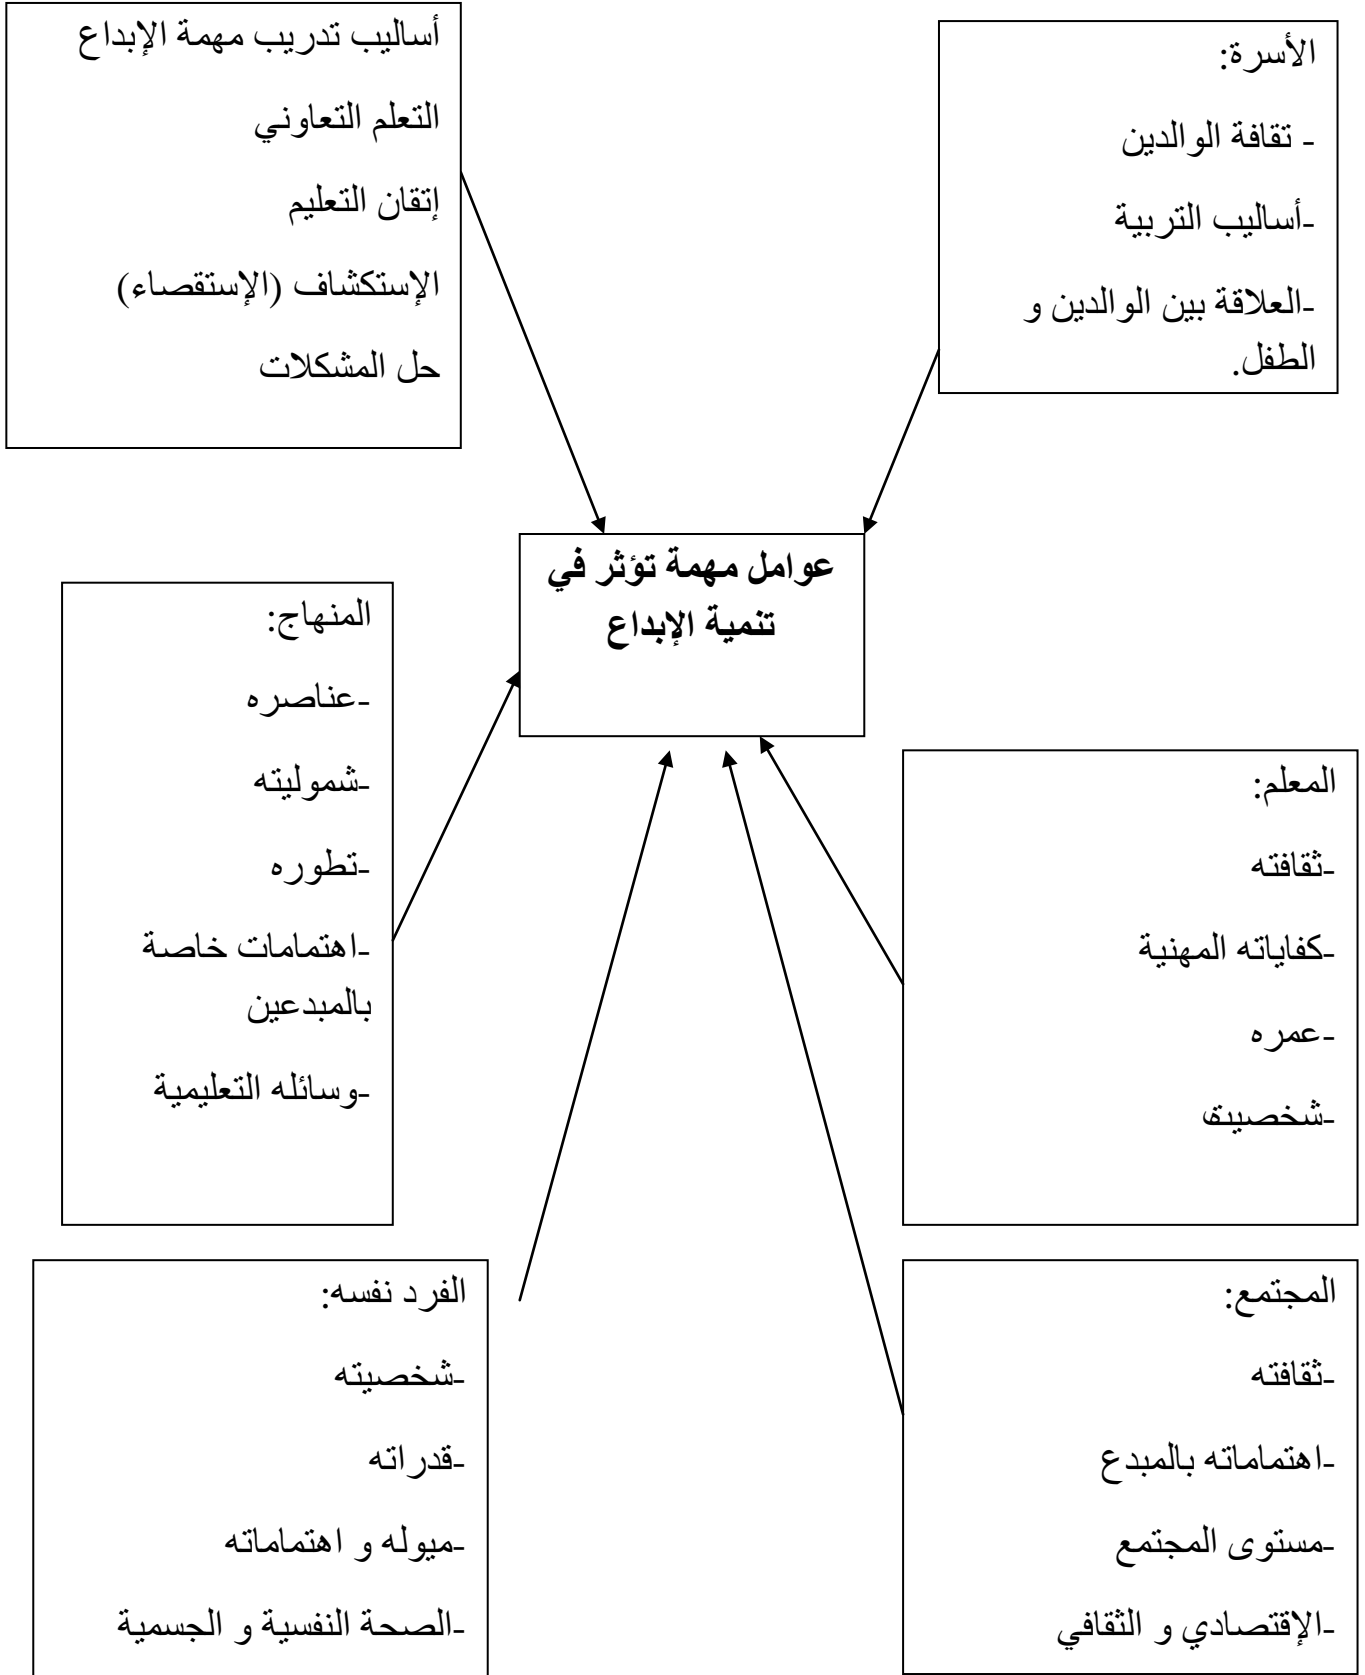 أساليب تدريب مهمة الإبداع
التعلم التعاوني
إتقان التعليم
الإستكشاف (الإستقصاء)
حل المشكلات
الأسرة:
- تقافة الوالدين
-أساليب التربية
-العلاقة بين الوالدين و
الطفل.
عوامل مهمة تؤثر في
تنمية الإبداع
المنهاج:
-عناصره
-شموليته
-تطوره
-اهتمامات خاصة
بالمبدعين
-وسائله التعليمية
المعلم:
-ثقافته
-كفاياته المهنية
-عمره
-شخصيته
الفرد نفسه:
-شخصيته
-قدراته
-ميوله و اهتماماته
-الصحة النفسية و الجسمية
المجتمع:
-ثقافته
-اهتماماته بالمبدع
-مستوى المجتمع
-الإقتصادي و الثقافي